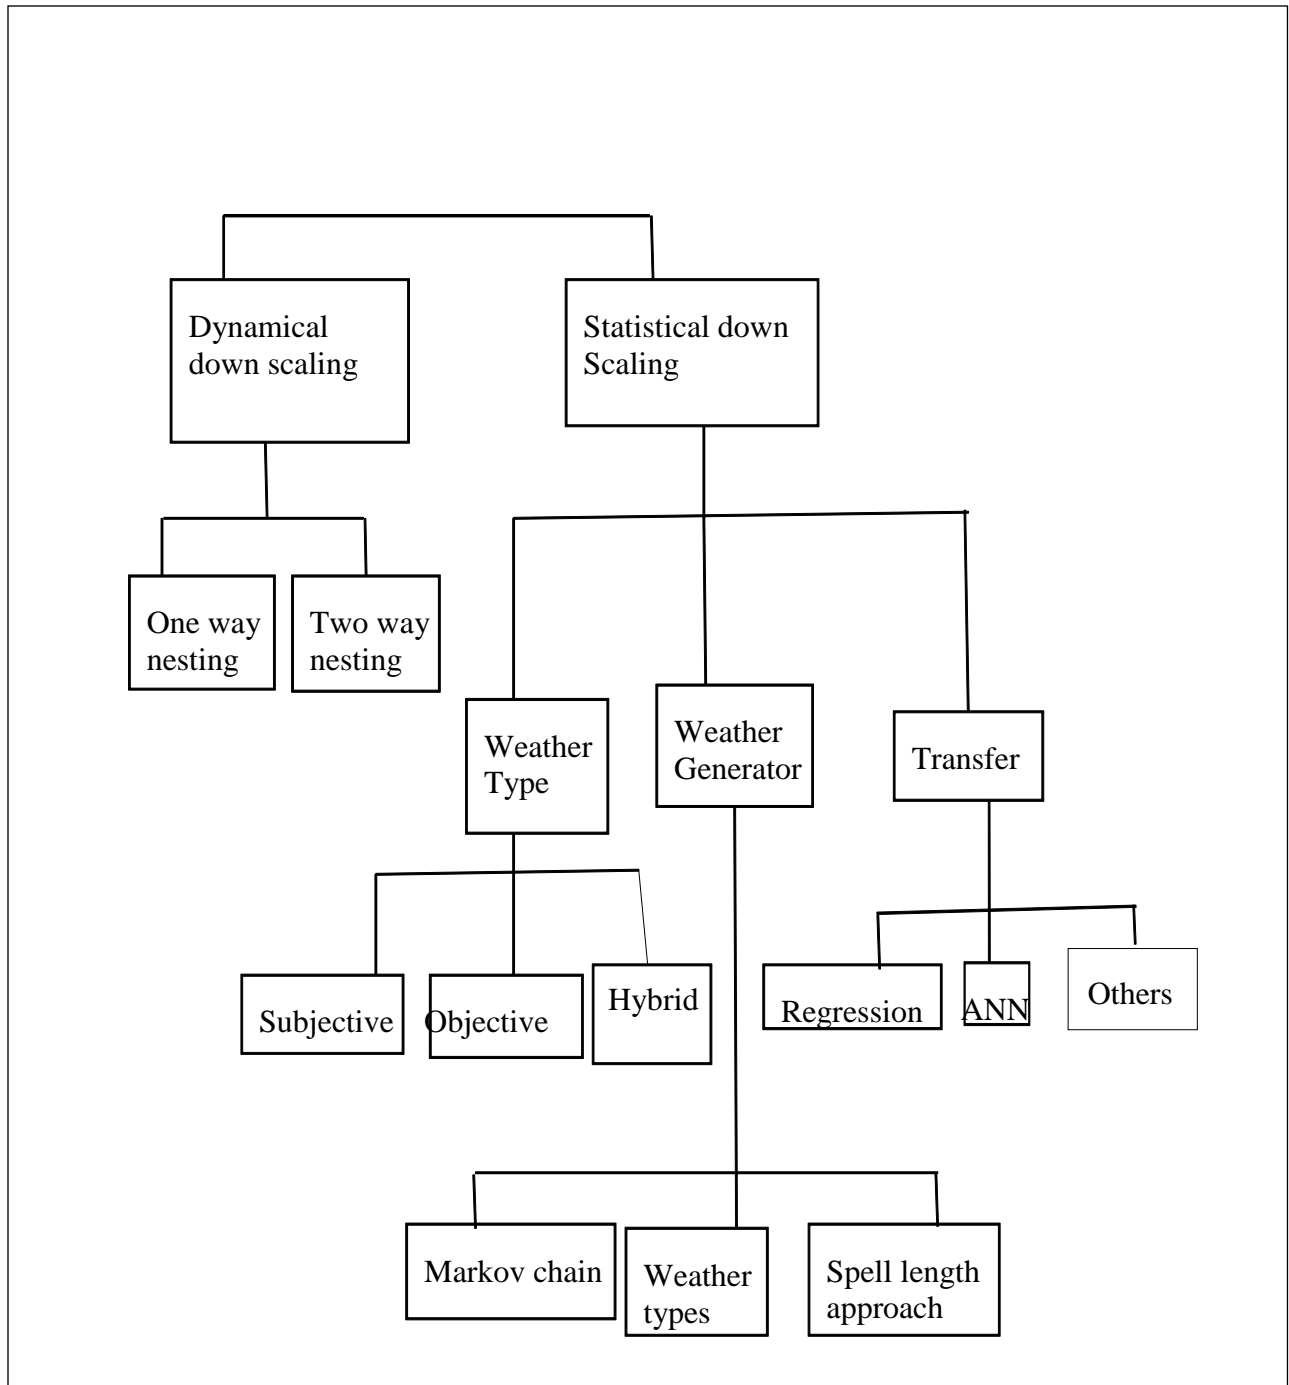 Dynamical
down scaling
Statistical down
Scaling
One way
nesting
Two way
nesting
Weather
Type
Weather
Generator
Transfer
Subjective
Objective
Hybrid
Regression
ANN
Others
Markov chain
Weather
types
Spell length
approach